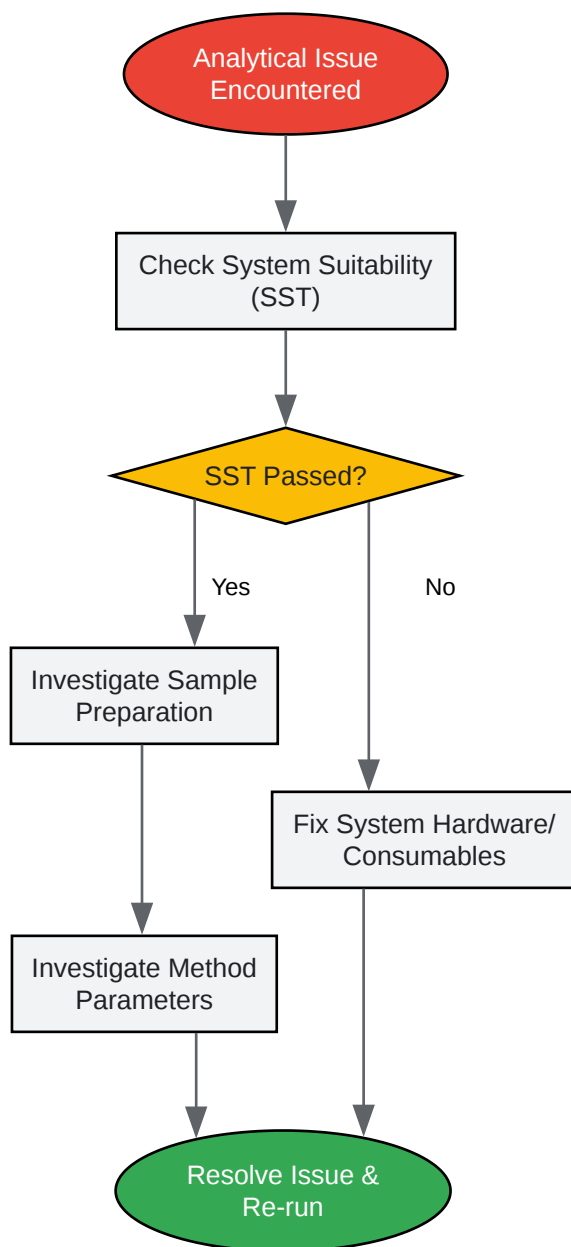 Analytical Issue
Encountered
Check System Suitability
(SST)
SST Passed?
Yes
No
Investigate Sample
Preparation
Fix System Hardware/
Consumables
Investigate Method
Parameters
Resolve Issue &
Re-run